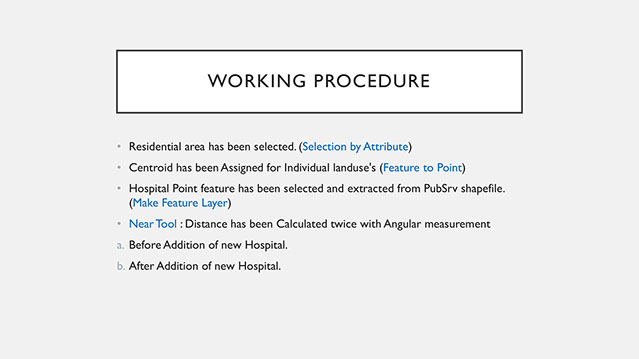 WORKING PROCEDURE
• Residential area has been selected. (Selection by Attribute)
• Centroid has been Assigned for Individual landuse's (Feature to Point)
• Hospital Point feature has been selected and extracted from PubSrv shapefile.
(Make Feature Layer)
• Near Tool : Distance has been Calculated twice with Angular measurement
a. Before Addition of new Hospital.
b. After Addition of new Hospital.